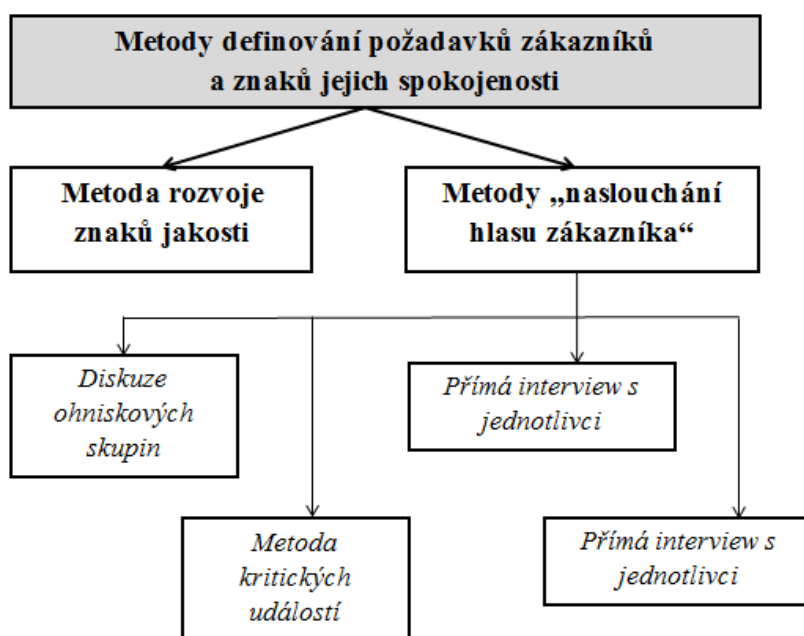 Metody definování požadavků zákazníků
a znaků jejich spokojenosti
Metoda rozvoje
znaků jakosti
Metody „naslouchání
hlasu zákazníka“
Diskuze
ohniskových
skupin
Přímá interview s
jednotlivci
Metoda
kritických
událostí
Přímá interview s
jednotlivci